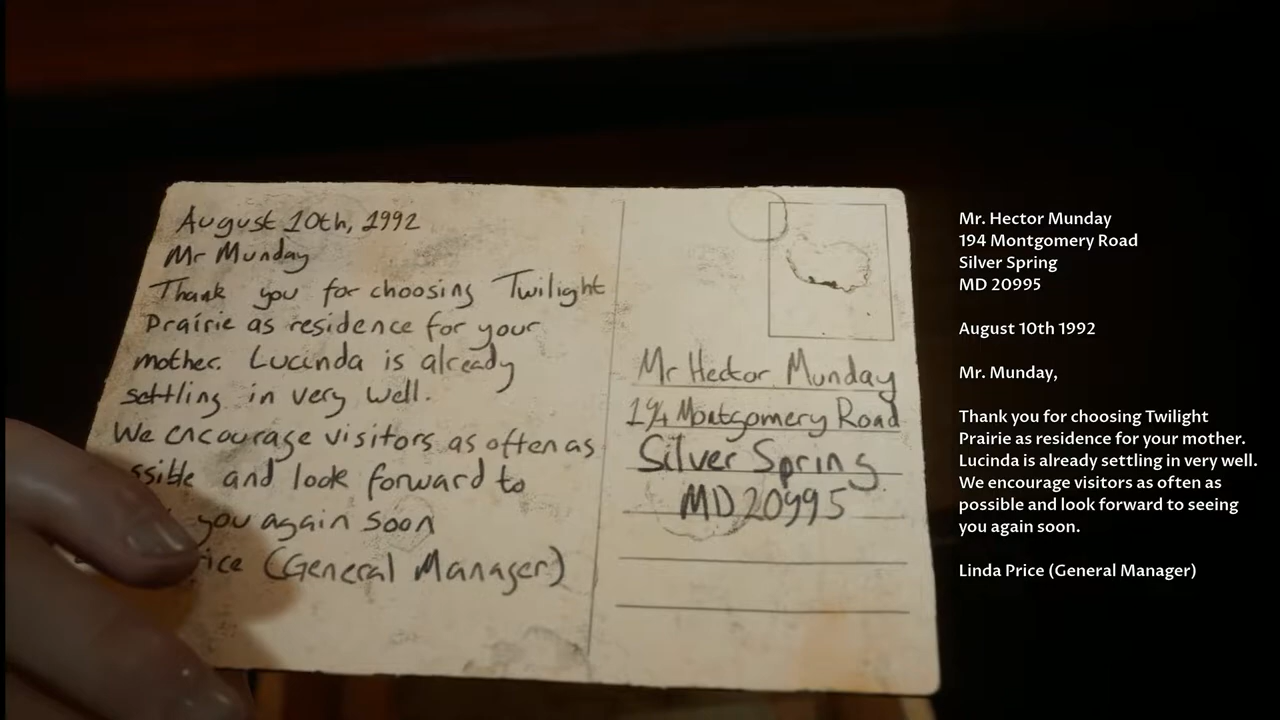 August 10th, 1992
Mr Munday
Thank you for choosing Twilight
Prairie as residence for your
mother. Lucinda is already
settling in very well.
We encourage visitors as often as
ssible and look forward to
you again soon
ice (General Manager)
Mr Hector Munday
194 Montgomery Road
Silver Spring
MD 20995
Mr. Hector Munday
194 Montgomery Road
Silver Spring
MD 20995
August 10th 1992
Mr. Munday,
Thank you for choosing Twilight
Prairie as residence for your mother.
Lucinda is already settling in very well.
We encourage visitors as often as
possible and look forward to seeing
you again soon.
Linda Price (General Manager)